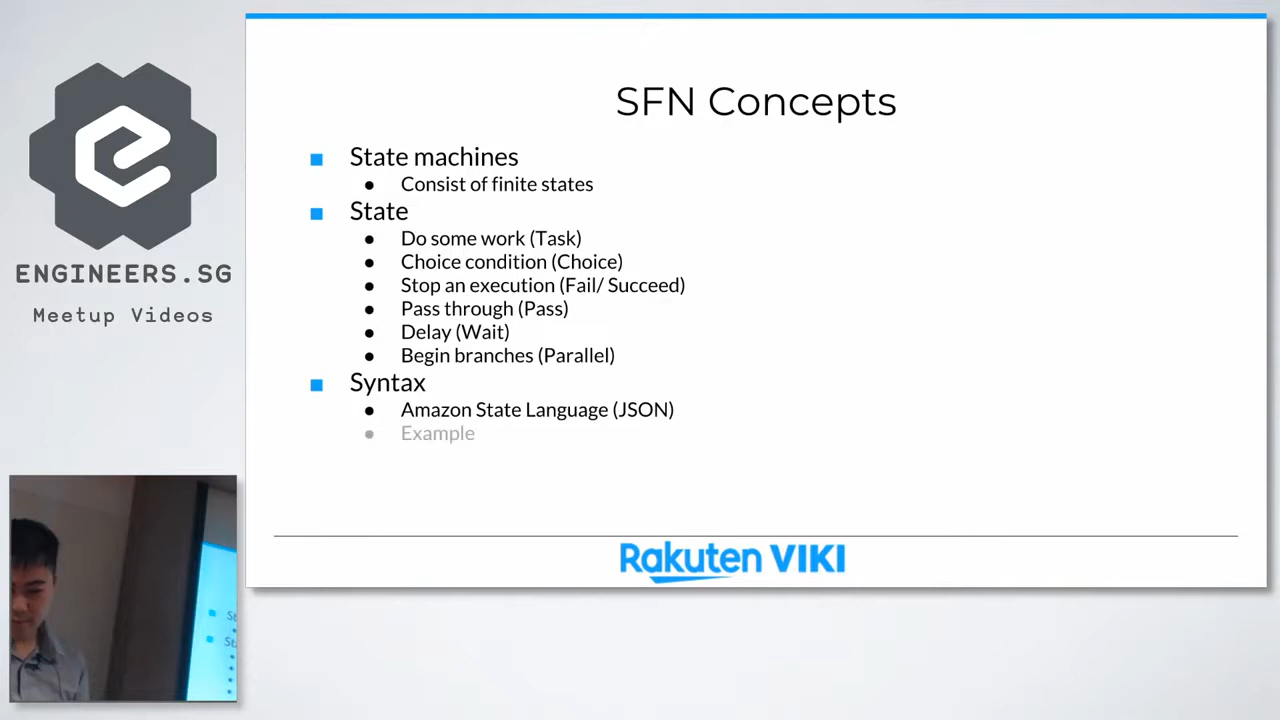 SFN Concepts
State machines
Consist of finite states
State
Do some work (Task)
Choice condition (Choice)
Stop an execution (Fail/ Succeed)
Pass through (Pass)
Delay (Wait)
Begin branches (Parallel)
Syntax
Amazon State Language (JSON)
Example
Rakuten VIKI
ENGINEERS.SG
Meetup Videos
St
Sta